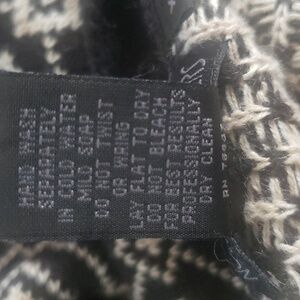 HAND WASH
SEPARATELY
IN COLD WATER
MILD SOAP
DO NOT TWIST
OR WRING
LAY FLAT TO DRY
DO NOT BLEACH
FOR BEST RESULTS
PROFESSIONALLY
DRY CLEAN